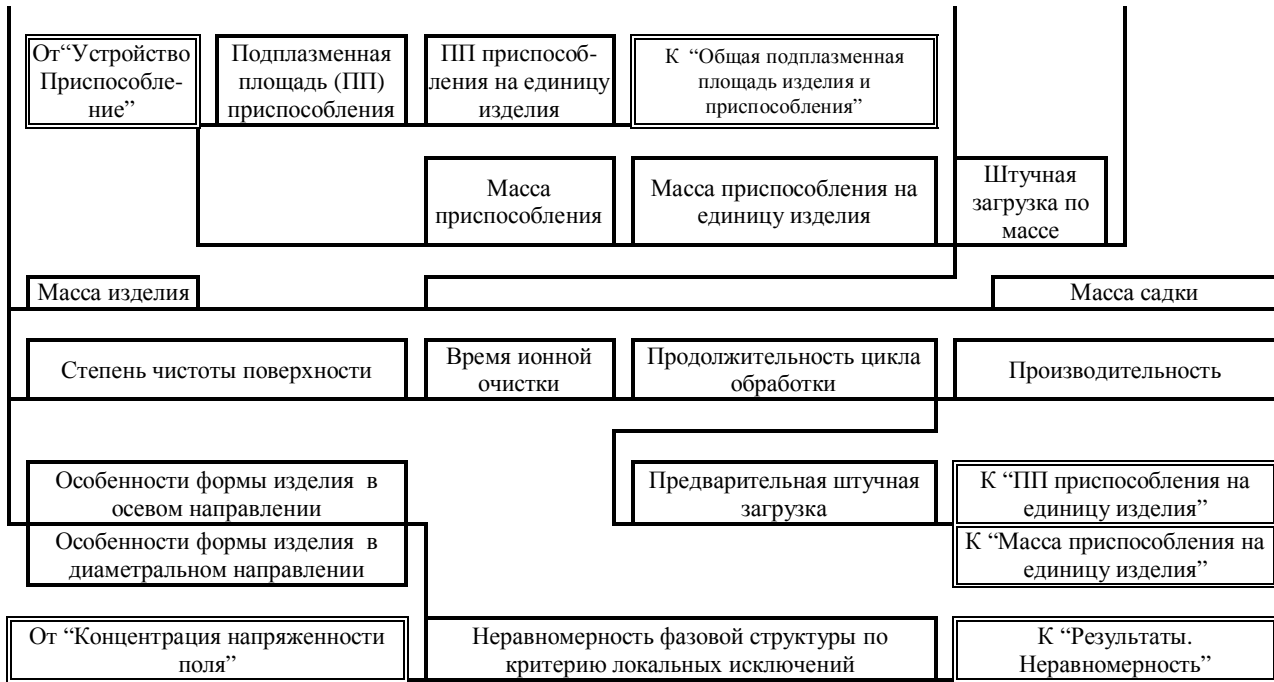 От“Устройство
Приспособле-
ние”
Подплазменная
площадь (ПП)
приспособления
ПП приспособ-
ления на единицу
изделия
К “Общая подплазменная
площадь изделия и
приспособления”
Масса
приспособления
Масса приспособления на
единицу изделия
Штучная
загрузка по
массе
Масса изделия
Масса садки
Степень чистоты поверхности
Время ионной
очистки
Продолжительность цикла
обработки
Производительность
Особенности формы изделия в
осевом направлении
Предварительная штучная
загрузка
К “ПП приспособления на
единицу изделия”
Особенности формы изделия в
диаметральном направлении
К “Масса приспособления на
единицу изделия”
От “Концентрация напряженности
поля”
Неравномерность фазовой структуры по
критерию локальных исключений
К “Результаты.
Неравномерность”